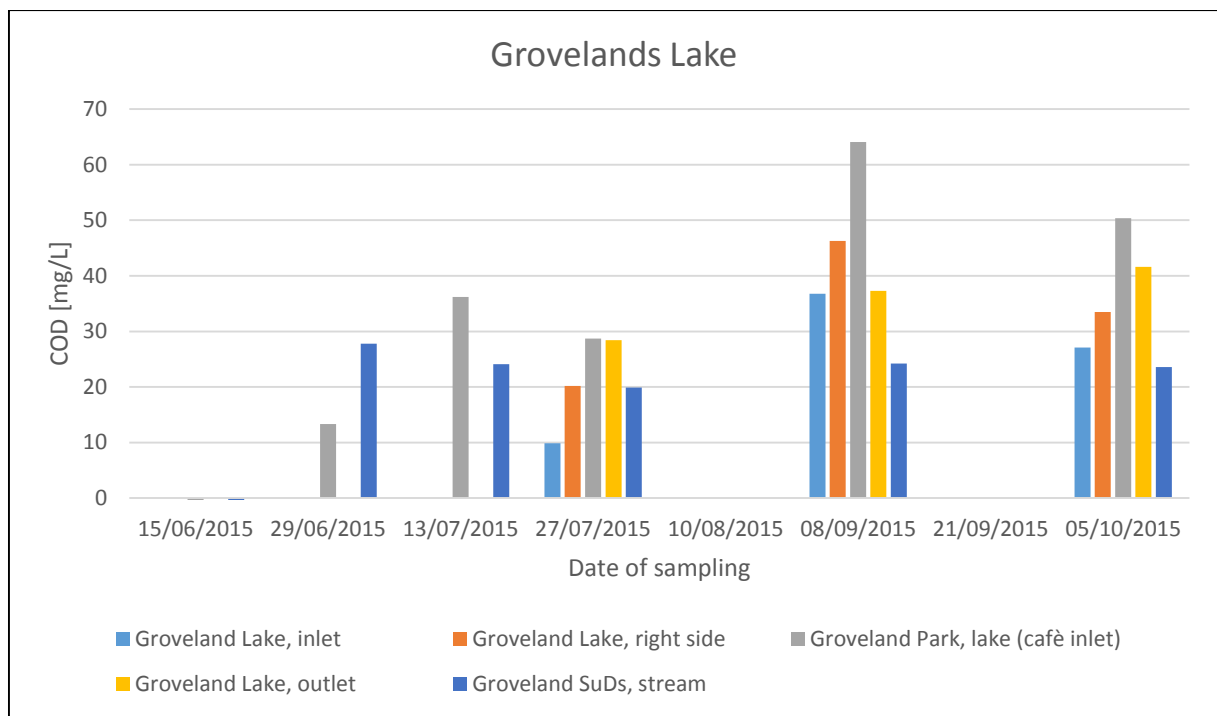 Grovelands Lake
70
60
50
40
30
20
10
0
COD [mg/L]
15/06/2015 29/06/2015 13/07/2015 27/07/2015 10/08/2015 08/09/2015 21/09/2015 05/10/2015
Date of sampling
Groveland Lake, inlet Groveland Lake, right side Groveland Park, lake (cafè inlet)
Groveland Lake, outlet Groveland SuDs, stream